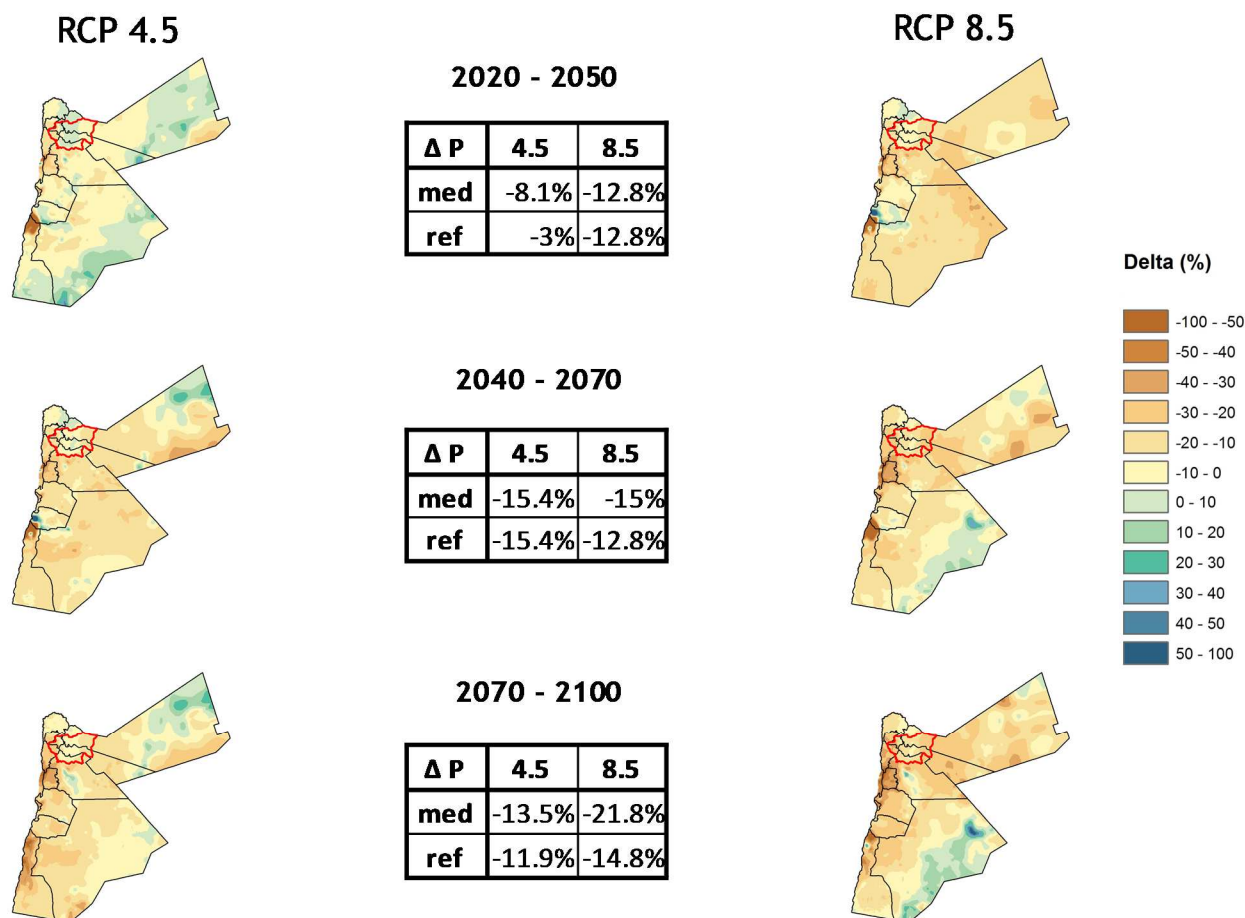 RCP 4.5
RCP 8.5
2020 - 2050
Δ P 4.5 8.5
med -8.1% -12.8%
ref -3% -12.8%
2040 - 2070
Δ P 4.5 8.5
med -15.4% -15%
ref -15.4% -12.8%
2070 - 2100
Δ P 4.5 8.5
med -13.5% -21.8%
ref -11.9% -14.8%
Delta (%)
-100 - -50
-50 - -40
-40 - -30
-30 - -20
-20 - -10
-10 - 0
0 - 10
10 - 20
20 - 30
30 - 40
40 - 50
50 - 100